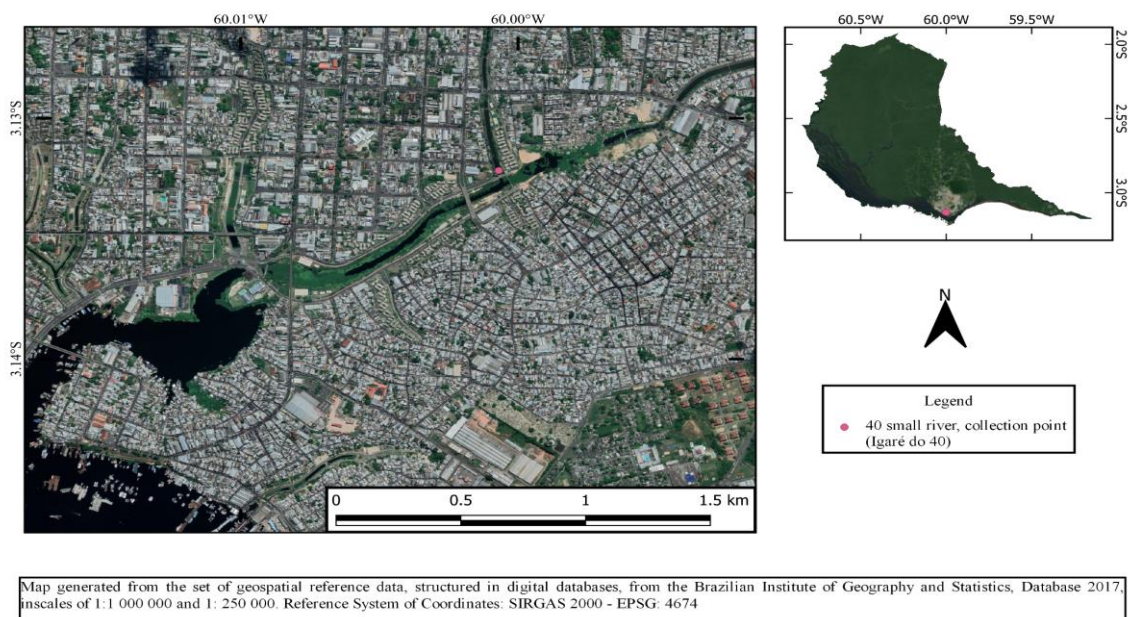 60.01°W 60.00°W
3.13°S
3.14°S
0 0.5 1 1.5 km
60.5°W 60.0°W 59.5°W
2.0°S
2.5°S
3.0°S
N
Legend
40 small river, collection point
(Igaré do 40)
Map generated from the set of geospatial reference data, structured in digital databases, from the Brazilian Institute of Geography and Statistics, Database 2017,
inscales of 1:1 000 000 and 1: 250 000. Reference System of Coordinates: SIRGAS 2000 - EPSG: 4674